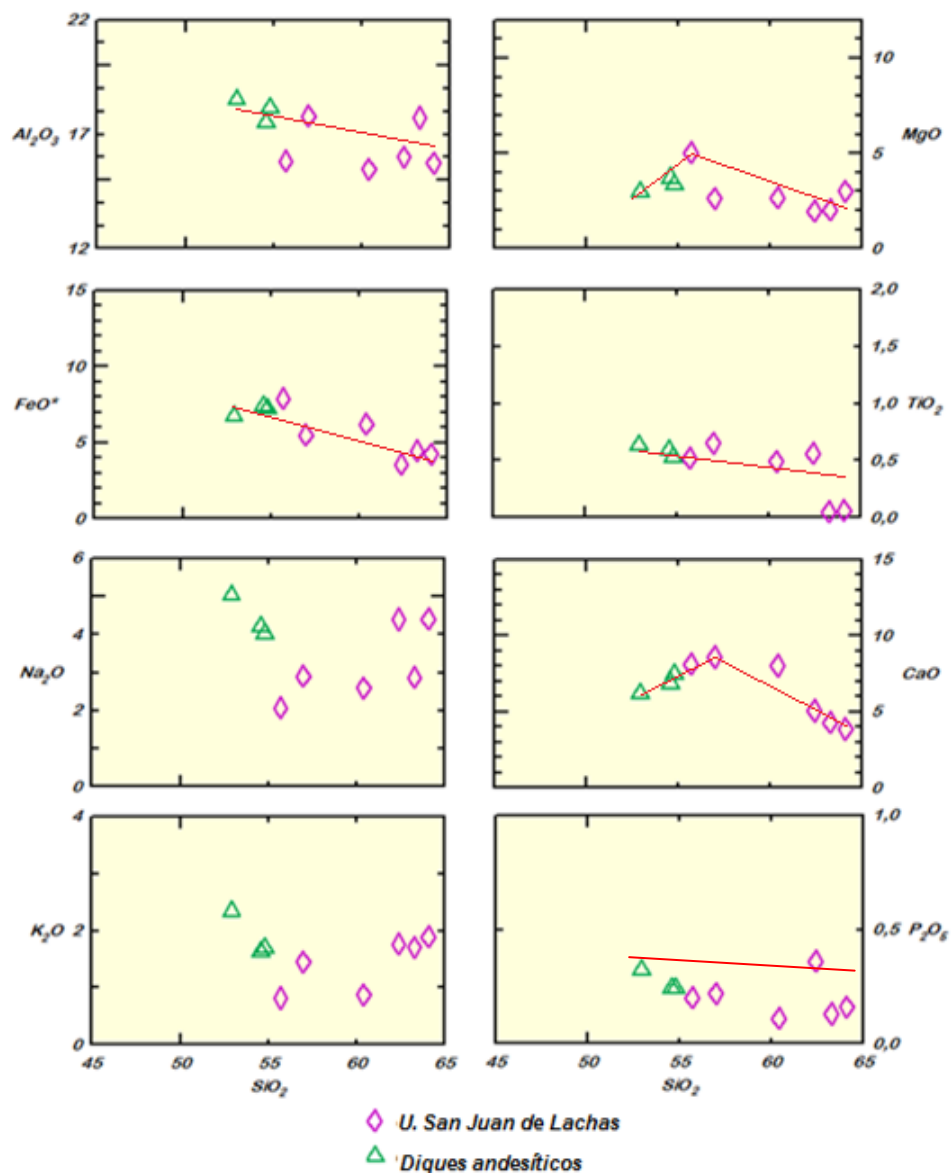 22
Al2O3 17
12
10
MgO
5
0
15
10
FeO*
5
0
2,0
1,5
1,0 TiO2
0,5
0,0
6
4
Na2O
2
0
15
10
CaO
5
0
4
2
K2O
0
45 50 55 60 65
SiO2
1,0
0,5 P2O5
0,0
45 50 55 60 65
SiO2
U. San Juan de Lachas
Diques andesíticos